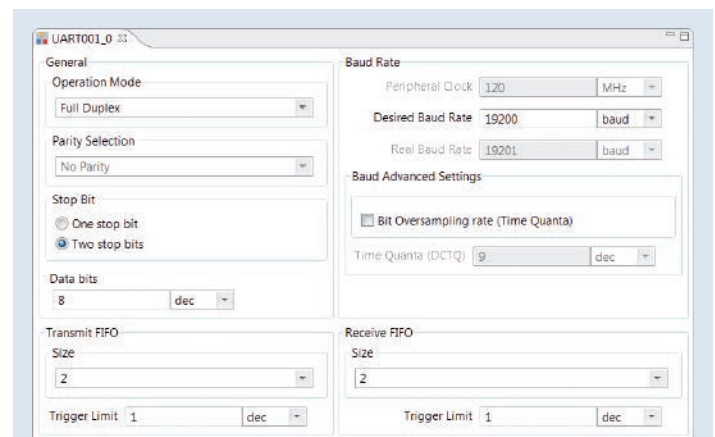 UART001_0
General
Operation Mode
Full Duplex
Parity Selection
No Parity
Stop Bit
One stop bit
Two stop bits
Data bits
8 dec
Baud Rate
Peripheral Clock 120 MHz
Desired Baud Rate 19200 baud
Real Baud Rate 19201 baud
Baud Advanced Settings
Bit Oversampling rate (Time Quanta)
Time Quanta (DCTQ) 9 dec
Transmit FIFO
Size
2
Trigger Limit 1 dec
Receive FIFO
Size
2
Trigger Limit 1 dec